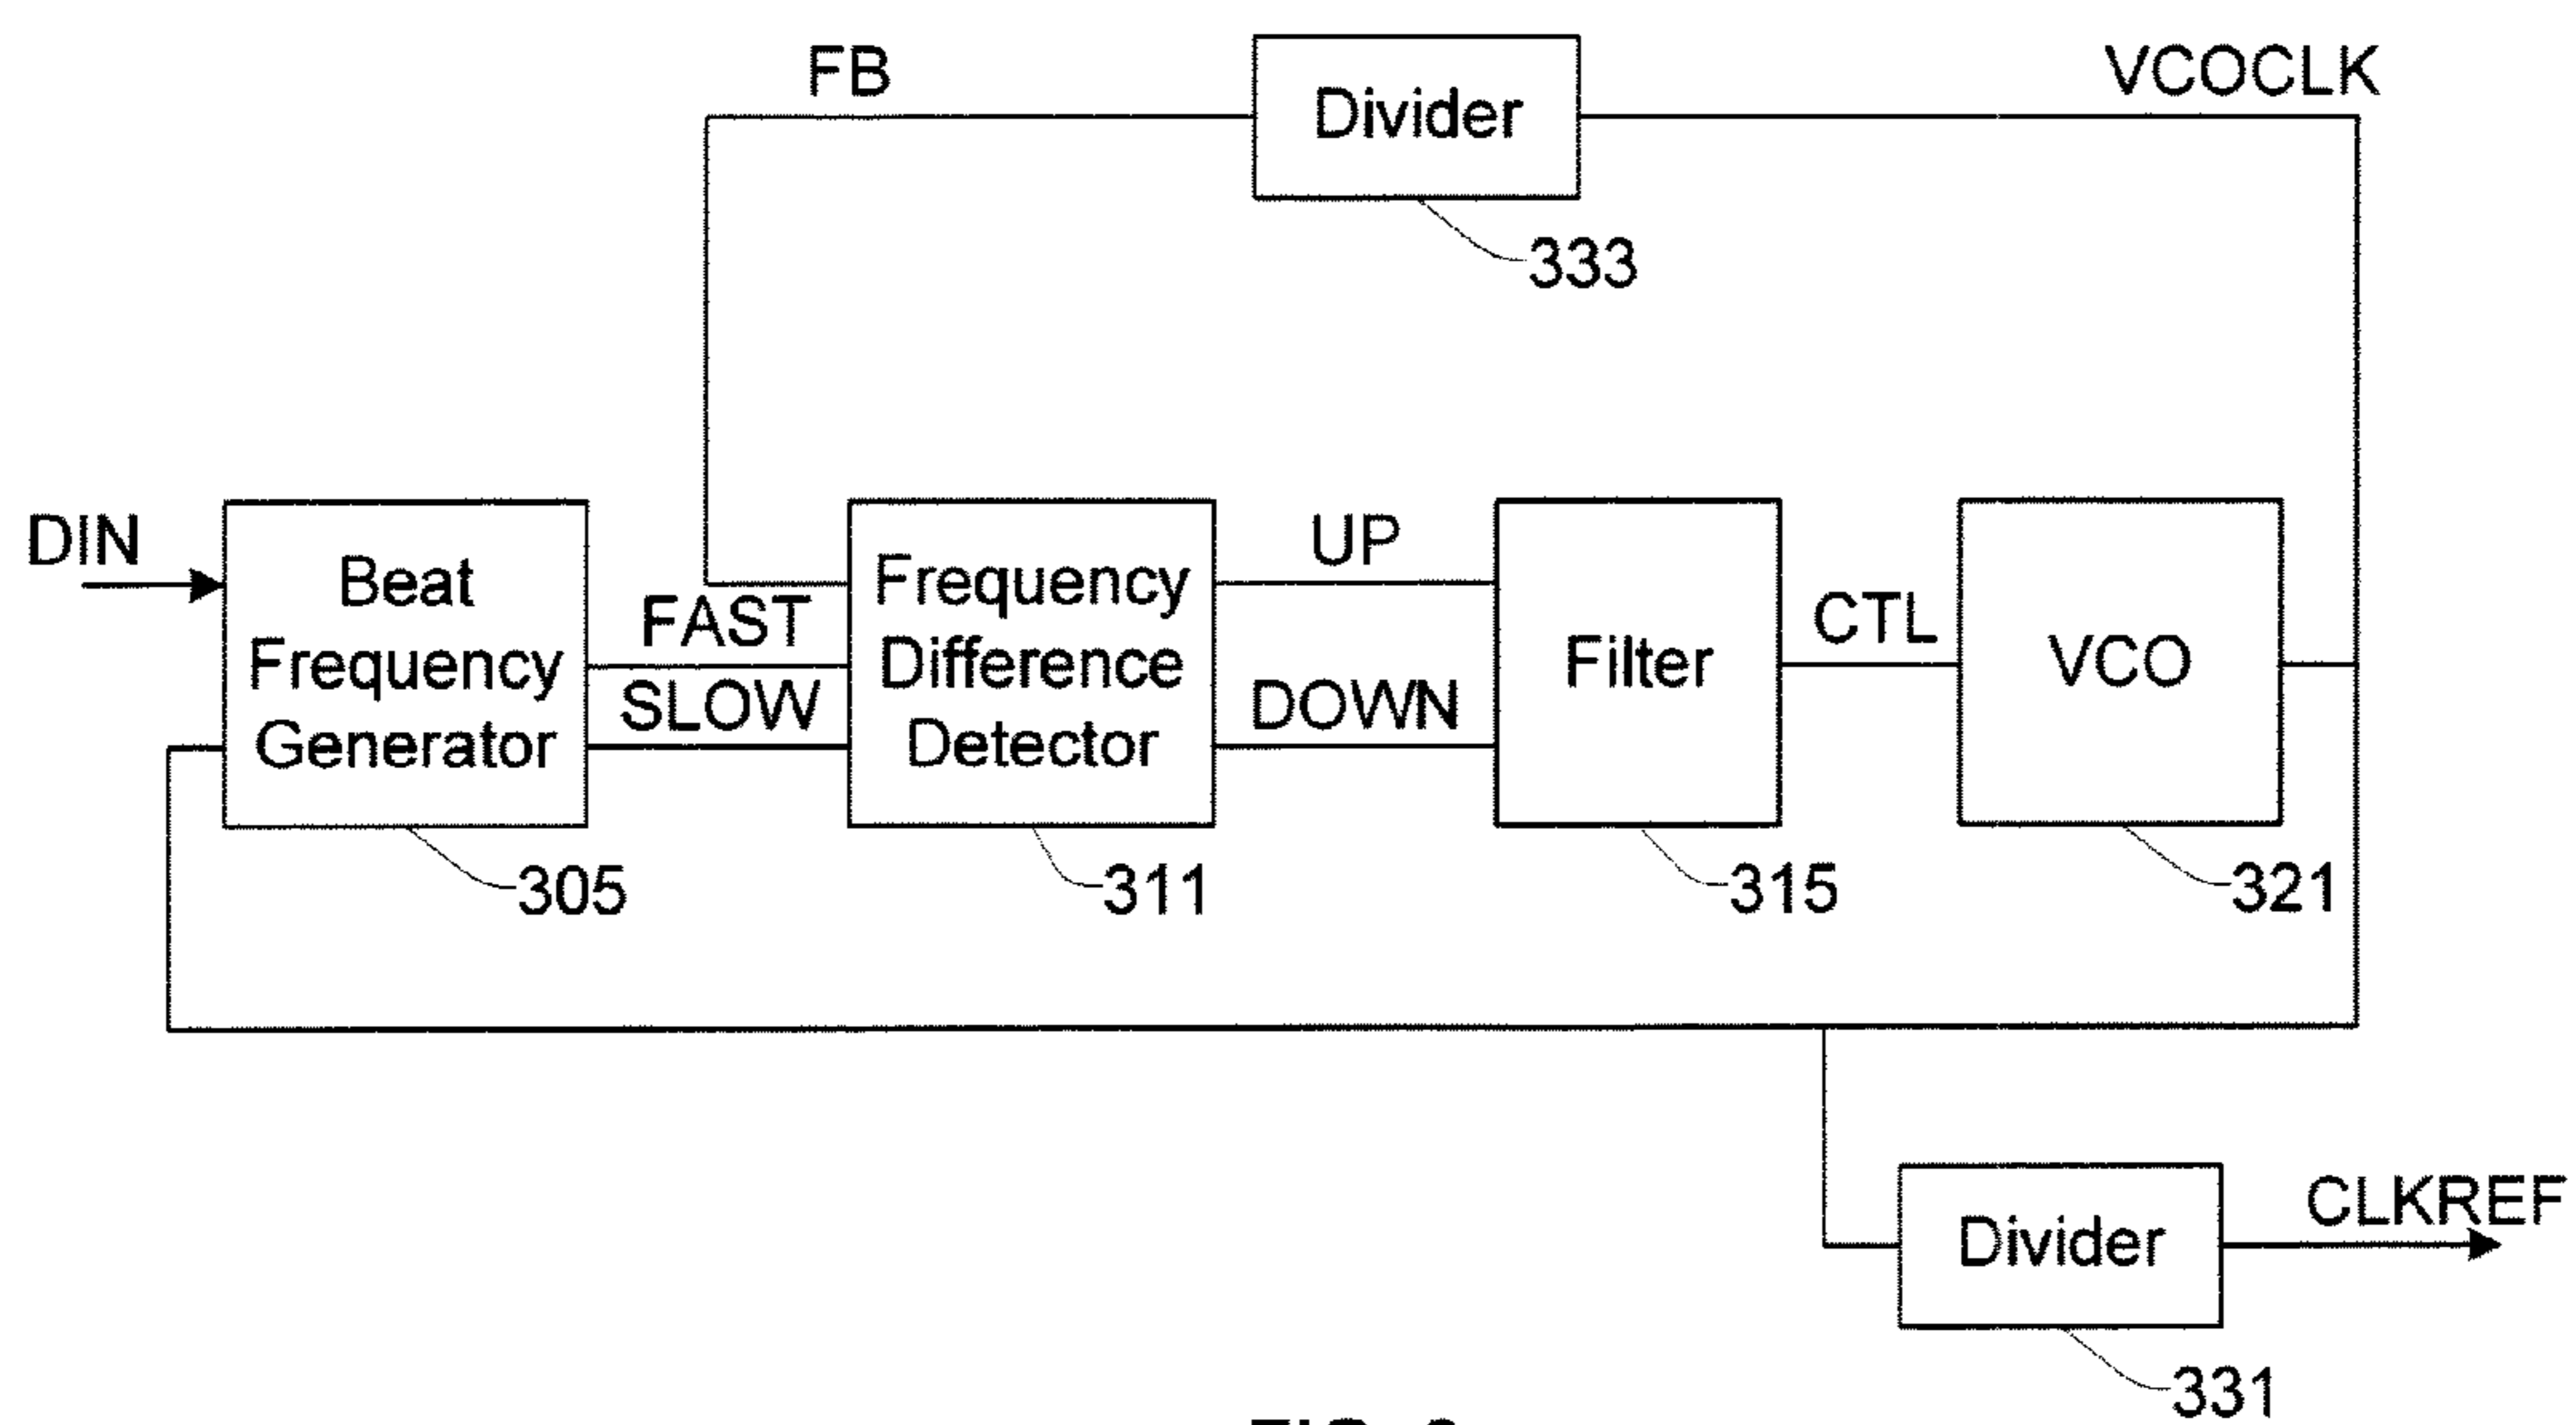 FB
Divider
VCOCLK
333
DIN
Beat
Frequency
Generator
FAST
SLOW
Frequency
Difference
Detector
UP
DOWN
Filter
CTL
VCO
305
311
315
321
Divider
CLKREF
331